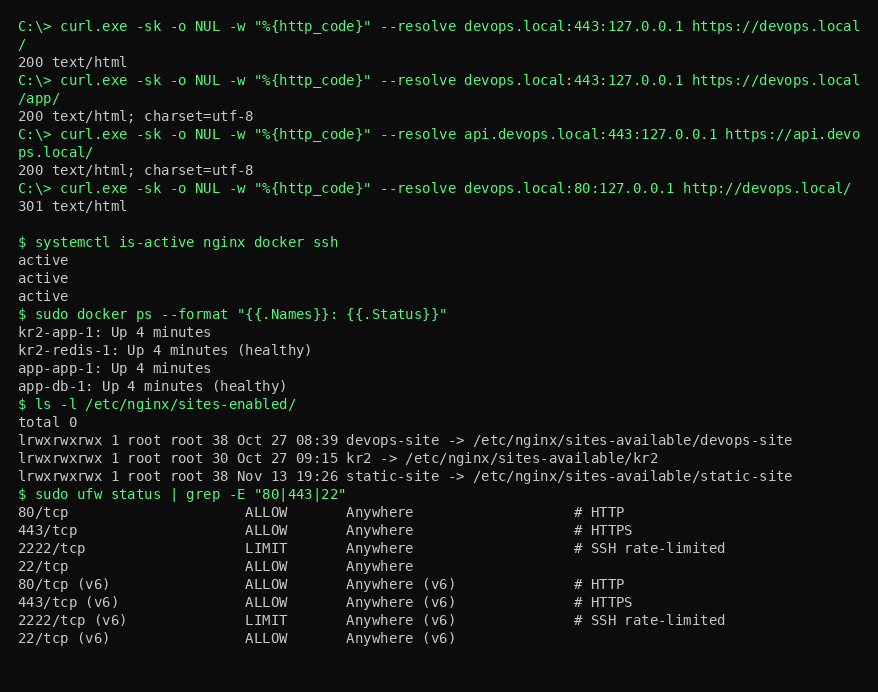 C:\> curl.exe -sk -o NUL -w "%{http_code}" --resolve devops.local:443:127.0.0.1 https://devops.local
/
200 text/html
C:\> curl.exe -sk -o NUL -w "%{http_code}" --resolve devops.local:443:127.0.0.1 https://devops.local
/app/
200 text/html; charset=utf-8
C:\> curl.exe -sk -o NUL -w "%{http_code}" --resolve api.devops.local:443:127.0.0.1 https://api.devo
ps.local/
200 text/html; charset=utf-8
C:\> curl.exe -sk -o NUL -w "%{http_code}" --resolve devops.local:80:127.0.0.1 http://devops.local/
301 text/html

$ systemctl is-active nginx docker ssh
active
active
active
$ sudo docker ps --format "{{.Names}}: {{.Status}}"
kr2-app-1: Up 4 minutes
kr2-redis-1: Up 4 minutes (healthy)
app-app-1: Up 4 minutes
app-db-1: Up 4 minutes (healthy)
$ ls -l /etc/nginx/sites-enabled/
total 0
lrwxrwxrwx 1 root root 38 Oct 27 08:39 devops-site -> /etc/nginx/sites-available/devops-site
lrwxrwxrwx 1 root root 30 Oct 27 09:15 kr2 -> /etc/nginx/sites-available/kr2
lrwxrwxrwx 1 root root 38 Nov 13 19:26 static-site -> /etc/nginx/sites-available/static-site
$ sudo ufw status | grep -E "80|443|22"
80/tcp                     ALLOW       Anywhere                   # HTTP
443/tcp                    ALLOW       Anywhere                   # HTTPS
2222/tcp                   LIMIT       Anywhere                   # SSH rate-limited
22/tcp                     ALLOW       Anywhere
80/tcp (v6)                ALLOW       Anywhere (v6)              # HTTP
443/tcp (v6)               ALLOW       Anywhere (v6)              # HTTPS
2222/tcp (v6)              LIMIT       Anywhere (v6)              # SSH rate-limited
22/tcp (v6)                ALLOW       Anywhere (v6)